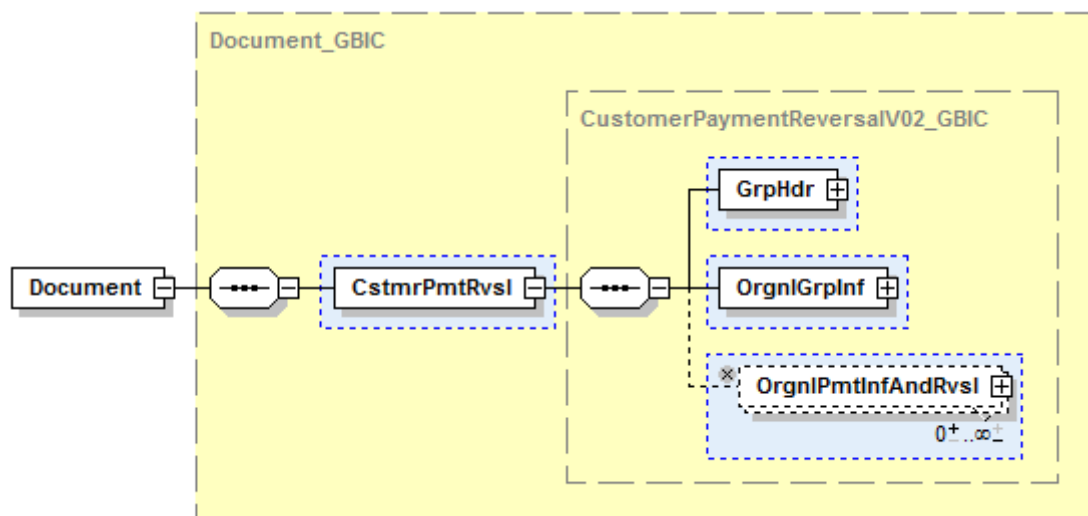 Document_GBIC
CustomerPaymentReversalV02_GBIC
GrpHdr
Document
CstmrPmtRvsl
OrgnlGrpInf
OrgnlPmtInfAndRvsl
0..∞